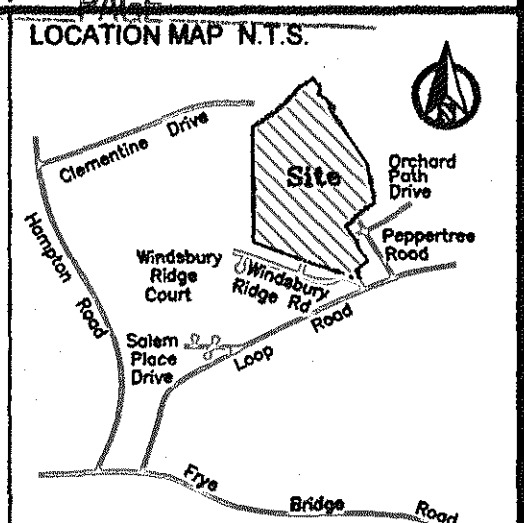 LOCATION MAP N.T.S.
N
Clementine Drive
Site
Orchard
Path
Drive
Hampton Road
Peppertree
Road
Windsbury
Ridge
Court
Windsbury
Ridge Rd
Salem
Place
Drive
Loop Road
Frye Bridge Road